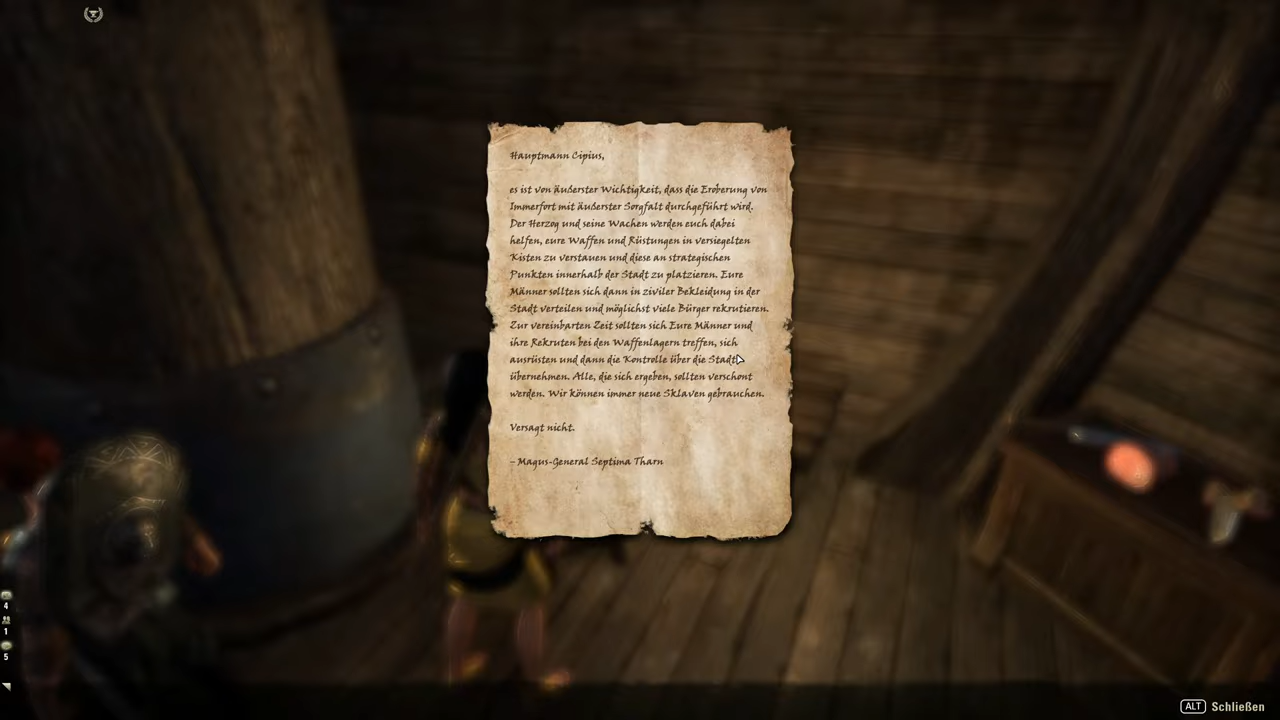 Hauptmann Cipius,
es ist von äußerster Wichtigkeit, dass die Eroberung von
Immerfort mit äußerster Sorgfalt durchgeführt wird.
Der Herzog und seine Wachen werden euch dabei
helfen, eure Waffen und Rüstungen in versiegelten
Kisten zu verstauen und diese an strategischen
Punkten innerhalb der Stadt zu platzieren. Eure
Männer sollten sich dann in ziviler Bekleidung in der
Stadt verteilen und möglichst viele Bürger rekrutieren.
Zur vereinbarten Zeit sollten sich Eure Männer und
ihre Rekruten bei den Waffenlagern treffen, sich
ausrüsten und dann die Kontrolle über die Stadt
übernehmen. Alle, die sich ergeben, sollten verschont
werden. Wir können immer neue Sklaven gebrauchen.
Versagt nicht.
– Magus-General Septima Tharn
4
1
5
ALT Schließen